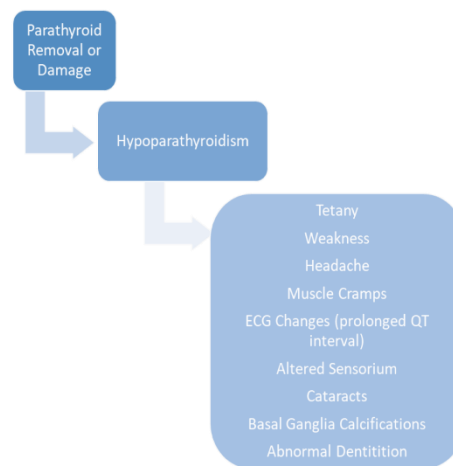 Parathyroid
Removal or
Damage
Hypoparathyroidism
Tetany
Weakness
Headache
Muscle Cramps
ECG Changes (prolonged QT
interval)
Altered Sensorium
Cataracts
Basal Ganglia Calcifications
Abnormal Dentitition